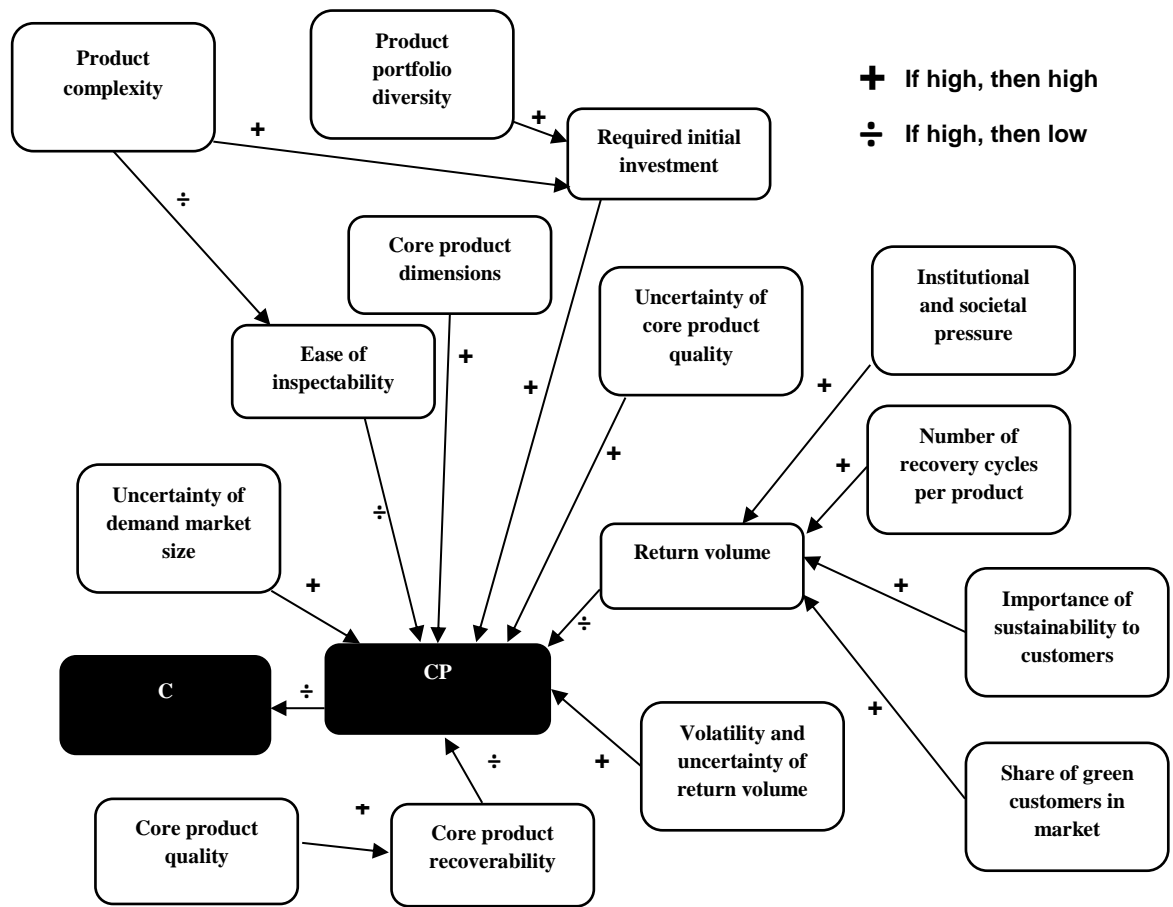 Product
complexity
Product
portfolio
diversity
+ If high, then high
÷ If high, then low
+
+
Required initial
investment
÷
Core product
dimensions
Uncertainty of
core product
quality
Institutional
and societal
pressure
Ease of
inspectability
+
+
+
+
Number of
recovery cycles
per product
+
Uncertainty of
demand market
size
÷
Return volume
+
÷
+
Importance of
sustainability to
customers
C
÷
CP
+
Volatility and
uncertainty of
return volume
+
Share of green
customers in
market
÷
Core product
quality
+
Core product
recoverability